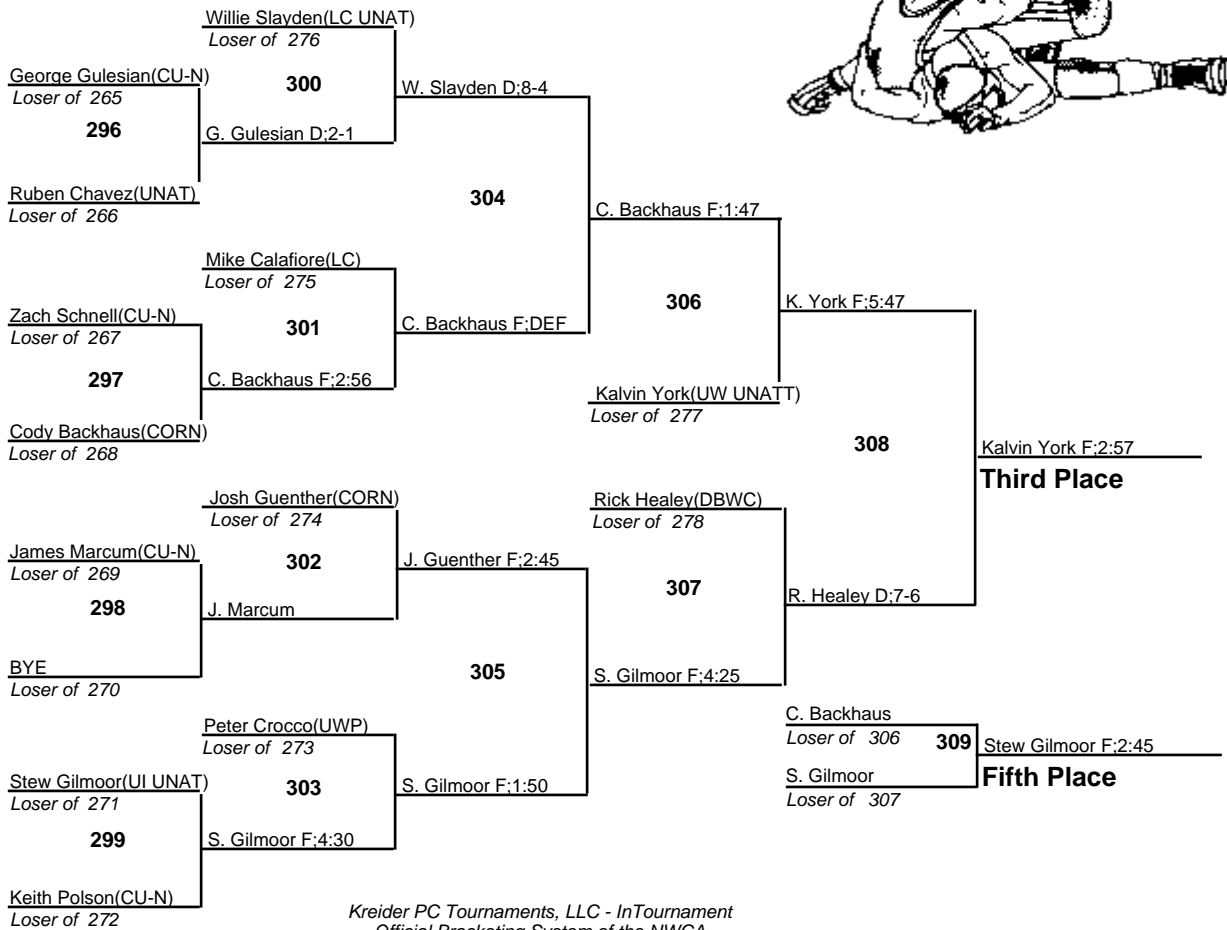 Willie Slayden(LC UNAT)
Loser of 276
George Gulesian(CU-N)
Loser of 265
300
W. Slayden D;8-4
296
G. Gulesian D;2-1
Ruben Chavez(UNAT)
Loser of 266
304
C. Backhaus F;1:47
Mike Calafiore(LC)
Loser of 275
Zach Schnell(CU-N)
Loser of 267
301
C. Backhaus F;DEF
306
K. York F;5:47
297
C. Backhaus F;2:56
Kalvin York(UW UNATT)
Loser of 277
Cody Backhaus(CORN)
Loser of 268
308
Kalvin York F;2:57
Third Place
Josh Guenther(CORN)
Loser of 274
Rick Healey(DBWC)
Loser of 278
James Marcum(CU-N)
Loser of 269
302
J. Guenther F;2:45
298
J. Marcum
307
R. Healey D;7-6
BYE
Loser of 270
305
S. Gilmoor F;4:25
Peter Crocco(UWP)
Loser of 273
C. Backhaus
Loser of 306
309
Stew Gilmoor F;2:45
Fifth Place
S. Gilmoor
Loser of 307
Stew Gilmoor(UI UNAT)
Loser of 271
303
S. Gilmoor F;1:50
299
S. Gilmoor F;4:30
Keith Polson(CU-N)
Loser of 272
Kreider PC Tournaments, LLC - InTournament
Official Bracketing System of the NWCA